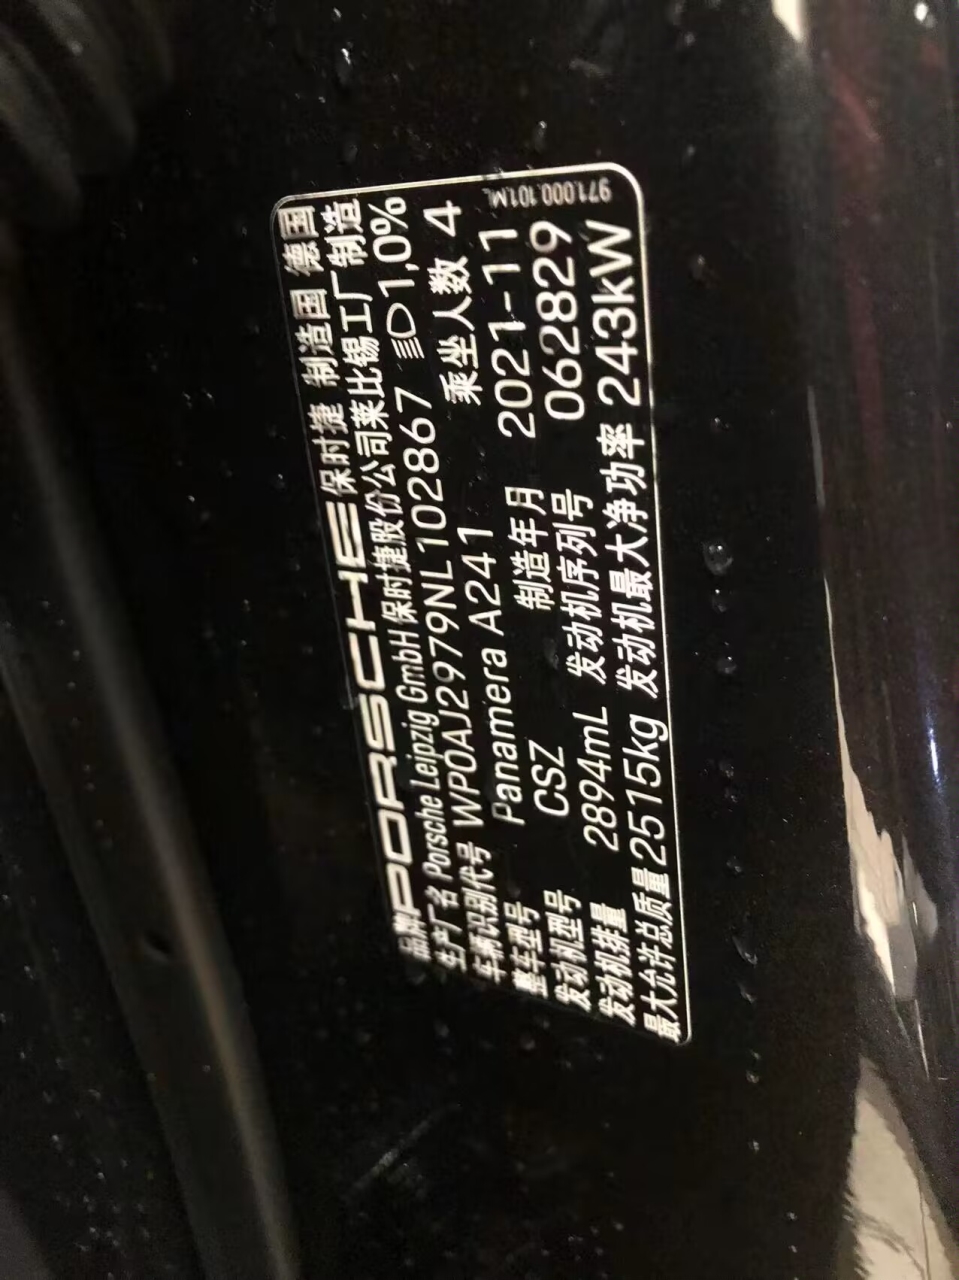 品牌 PORSCHE 保时捷 制造国 德国
生产厂名 Porsche Leipzig GmbH 保时捷股份公司莱比锡工厂制造
车辆识别代号 WP0AJ2979NL102867 1,0%
整车型号 Panamera A241 乘坐人数 4
发动机型号 CSZ 制造年月 2021-11
发动机排量 2894mL 发动机序列号 062829
最大允许总质量 2515kg 发动机最大净功率 243kW
971.000.101.ML